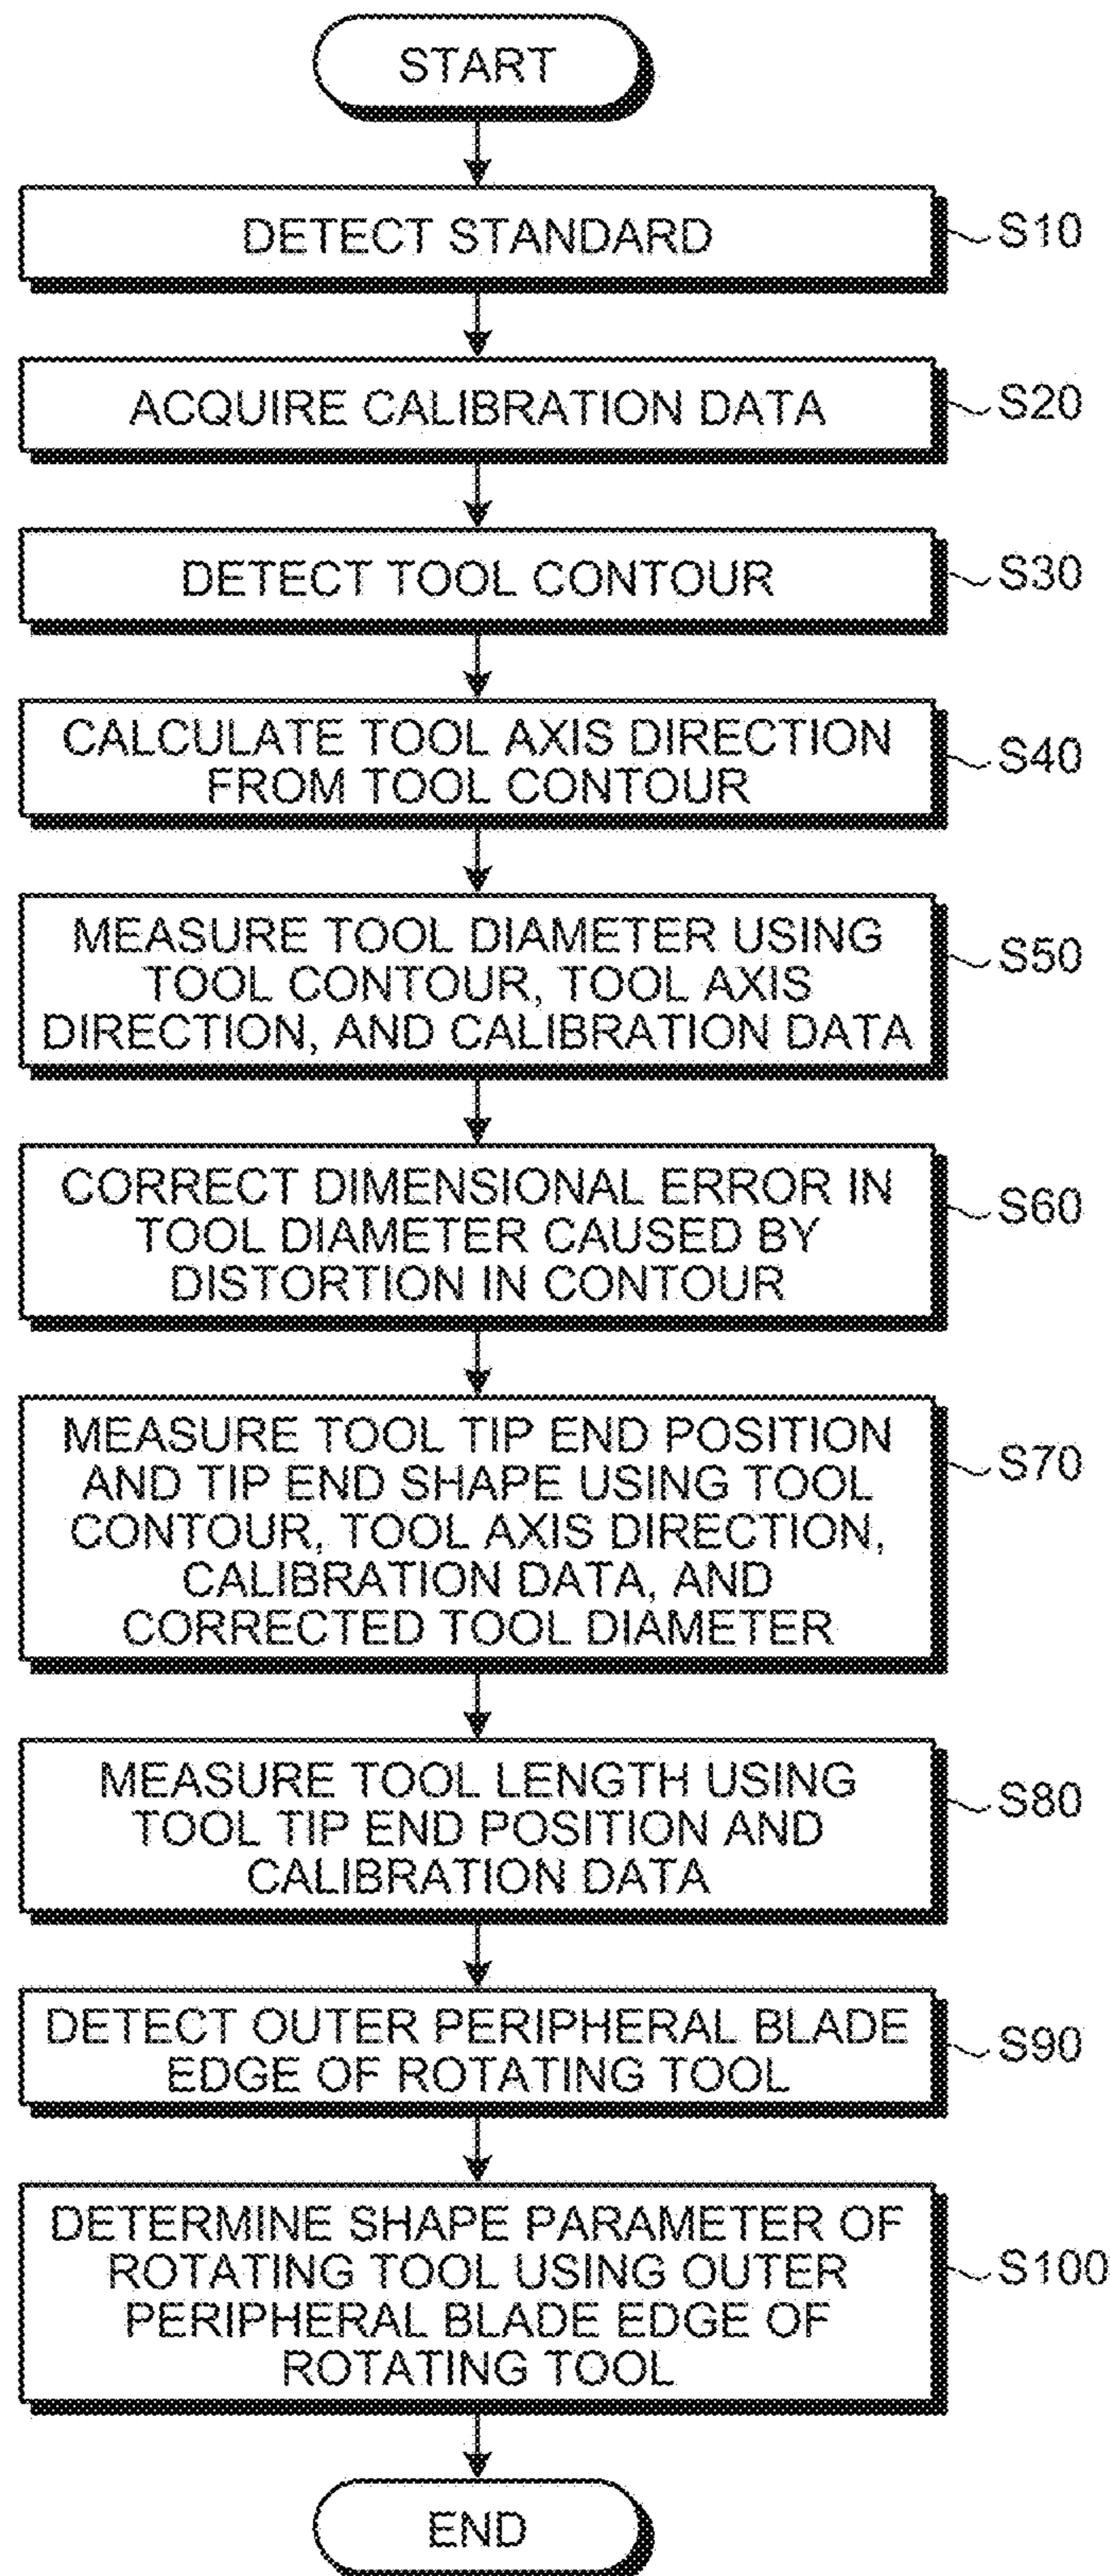 START
DETECT STANDARD
S10
ACQUIRE CALIBRATION DATA
S20
DETECT TOOL CONTOUR
S30
CALCULATE TOOL AXIS DIRECTION
FROM TOOL CONTOUR
S40
MEASURE TOOL DIAMETER USING
TOOL CONTOUR, TOOL AXIS
DIRECTION, AND CALIBRATION DATA
S50
CORRECT DIMENSIONAL ERROR IN
TOOL DIAMETER CAUSED BY
DISTORTION IN CONTOUR
S60
MEASURE TOOL TIP END POSITION
AND TIP END SHAPE USING TOOL
CONTOUR, TOOL AXIS DIRECTION,
CALIBRATION DATA, AND
CORRECTED TOOL DIAMETER
S70
MEASURE TOOL LENGTH USING
TOOL TIP END POSITION AND
CALIBRATION DATA
S80
DETECT OUTER PERIPHERAL BLADE
EDGE OF ROTATING TOOL
S90
DETERMINE SHAPE PARAMETER OF
ROTATING TOOL USING OUTER
PERIPHERAL BLADE EDGE OF
ROTATING TOOL
S100
END